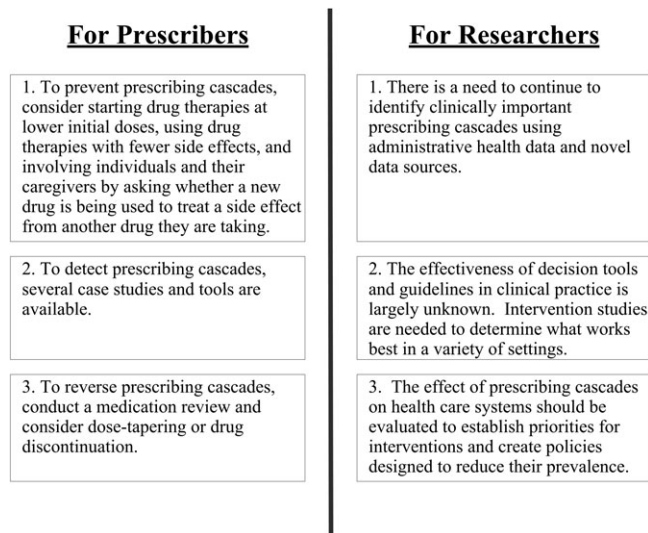 For Prescribers
1. To prevent prescribing cascades,
consider starting drug therapies at
lower initial doses, using drug
therapies with fewer side effects, and
involving individuals and their
caregivers by asking whether a new
drug is being used to treat a side effect
from another drug they are taking.
2. To detect prescribing cascades,
several case studies and tools are
available.
3. To reverse prescribing cascades,
conduct a medication review and
consider dose-tapering or drug
discontinuation.
For Researchers
1. There is a need to continue to
identify clinically important
prescribing cascades using
administrative health data and novel
data sources.
2. The effectiveness of decision tools
and guidelines in clinical practice is
largely unknown.  Intervention studies
are needed to determine what works
best in a variety of settings.
3.  The effect of prescribing cascades
on health care systems should be
evaluated to establish priorities for
interventions and create policies
designed to reduce their prevalence.